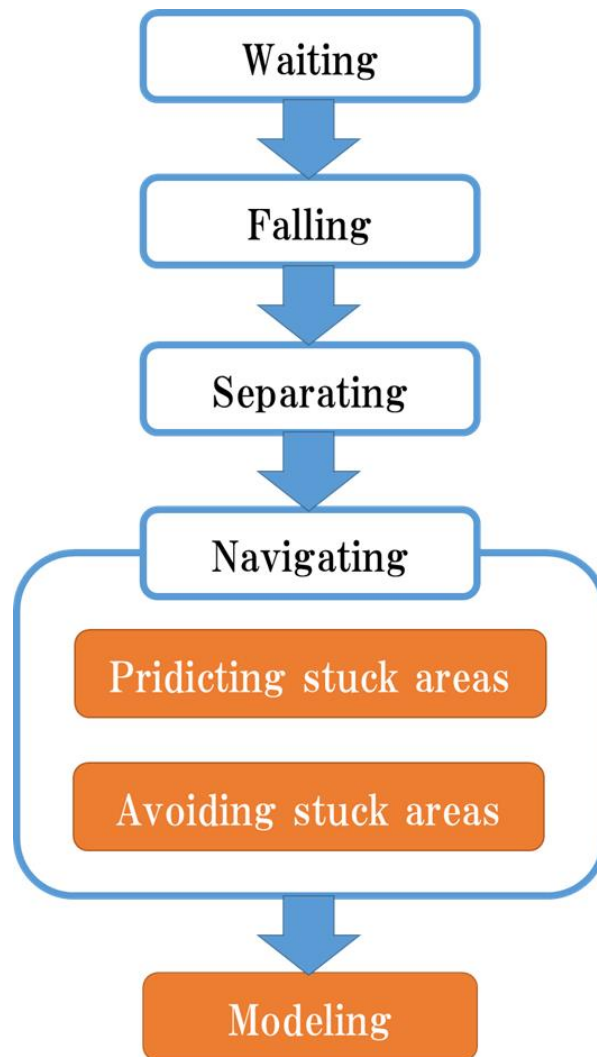 Waiting
Falling
Separating
Navigating
Pridicting stuck areas
Avoiding stuck areas
Modeling